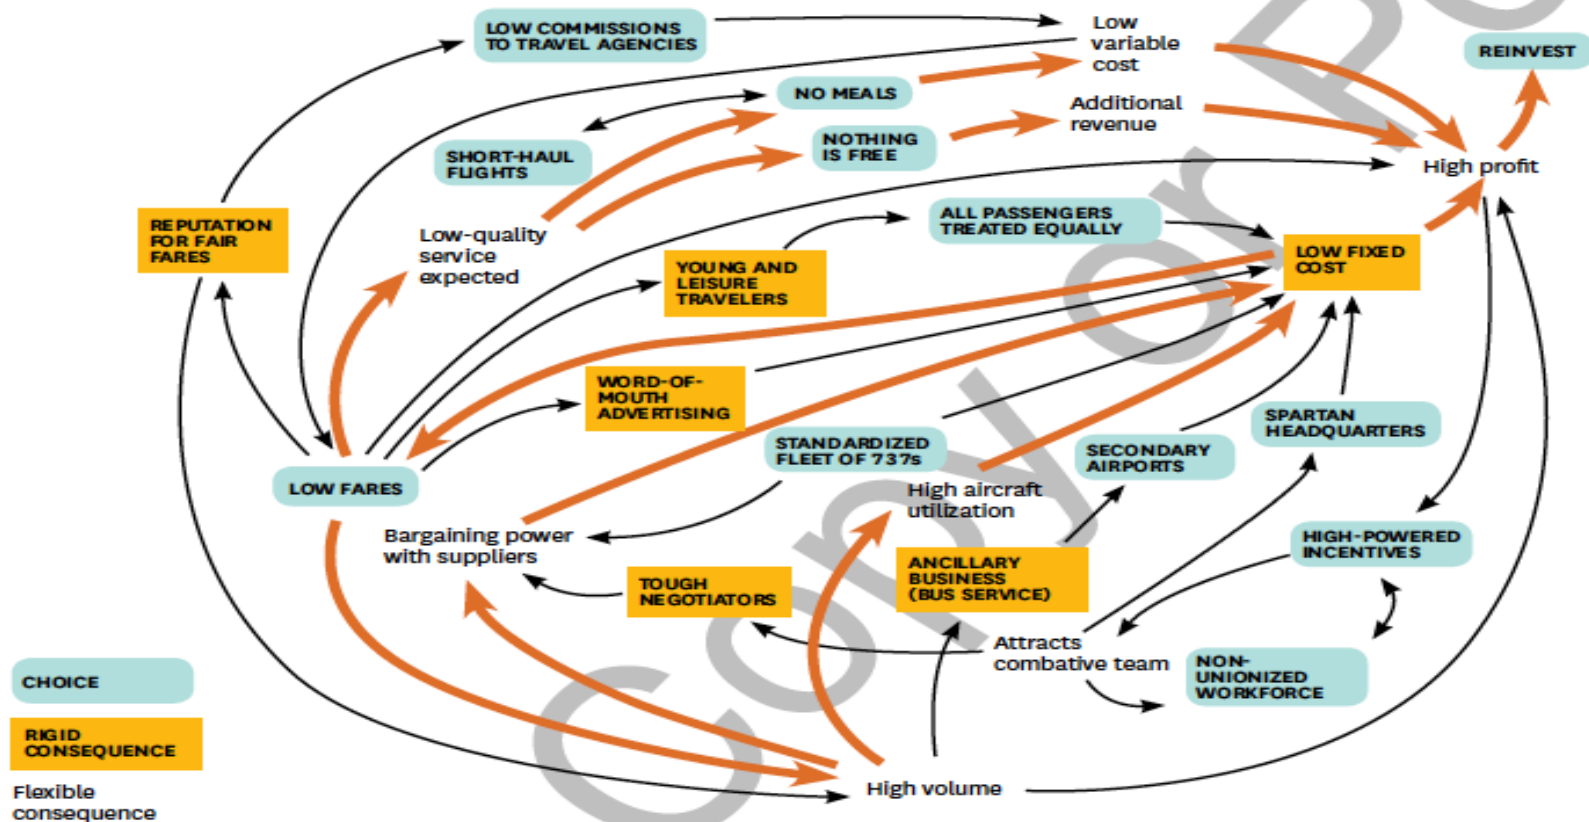 LOW COMMISSIONS
TO TRAVEL AGENCIES
Low
variable
cost
REINVEST
NO MEALS
Additional
revenue
SHORT-HAUL
FLIGHTS
NOTHING
IS FREE
High profit
REPUTATION
FOR FAIR
FARES
Low-quality
service
expected
ALL PASSENGERS
TREATED EQUALLY
YOUNG AND
LEISURE
TRAVELERS
LOW FIXED
COST
WORD-OF-
MOUTH
ADVERTISING
STANDARDIZED
FLEET OF 737s
SECONDARY
AIRPORTS
SPARTAN
HEADQUARTERS
LOW FARES
High aircraft
utilization
Bargaining power
with suppliers
HIGH-POWERED
INCENTIVES
TOUGH
NEGOTIATORS
ANCILLARY
BUSINESS
(BUS SERVICE)
Attracts
combative team
NON-
UNIONIZED
WORKFORCE
CHOICE
RIGID
CONSEQUENCE
Flexible
consequence
High volume
Copy or Po